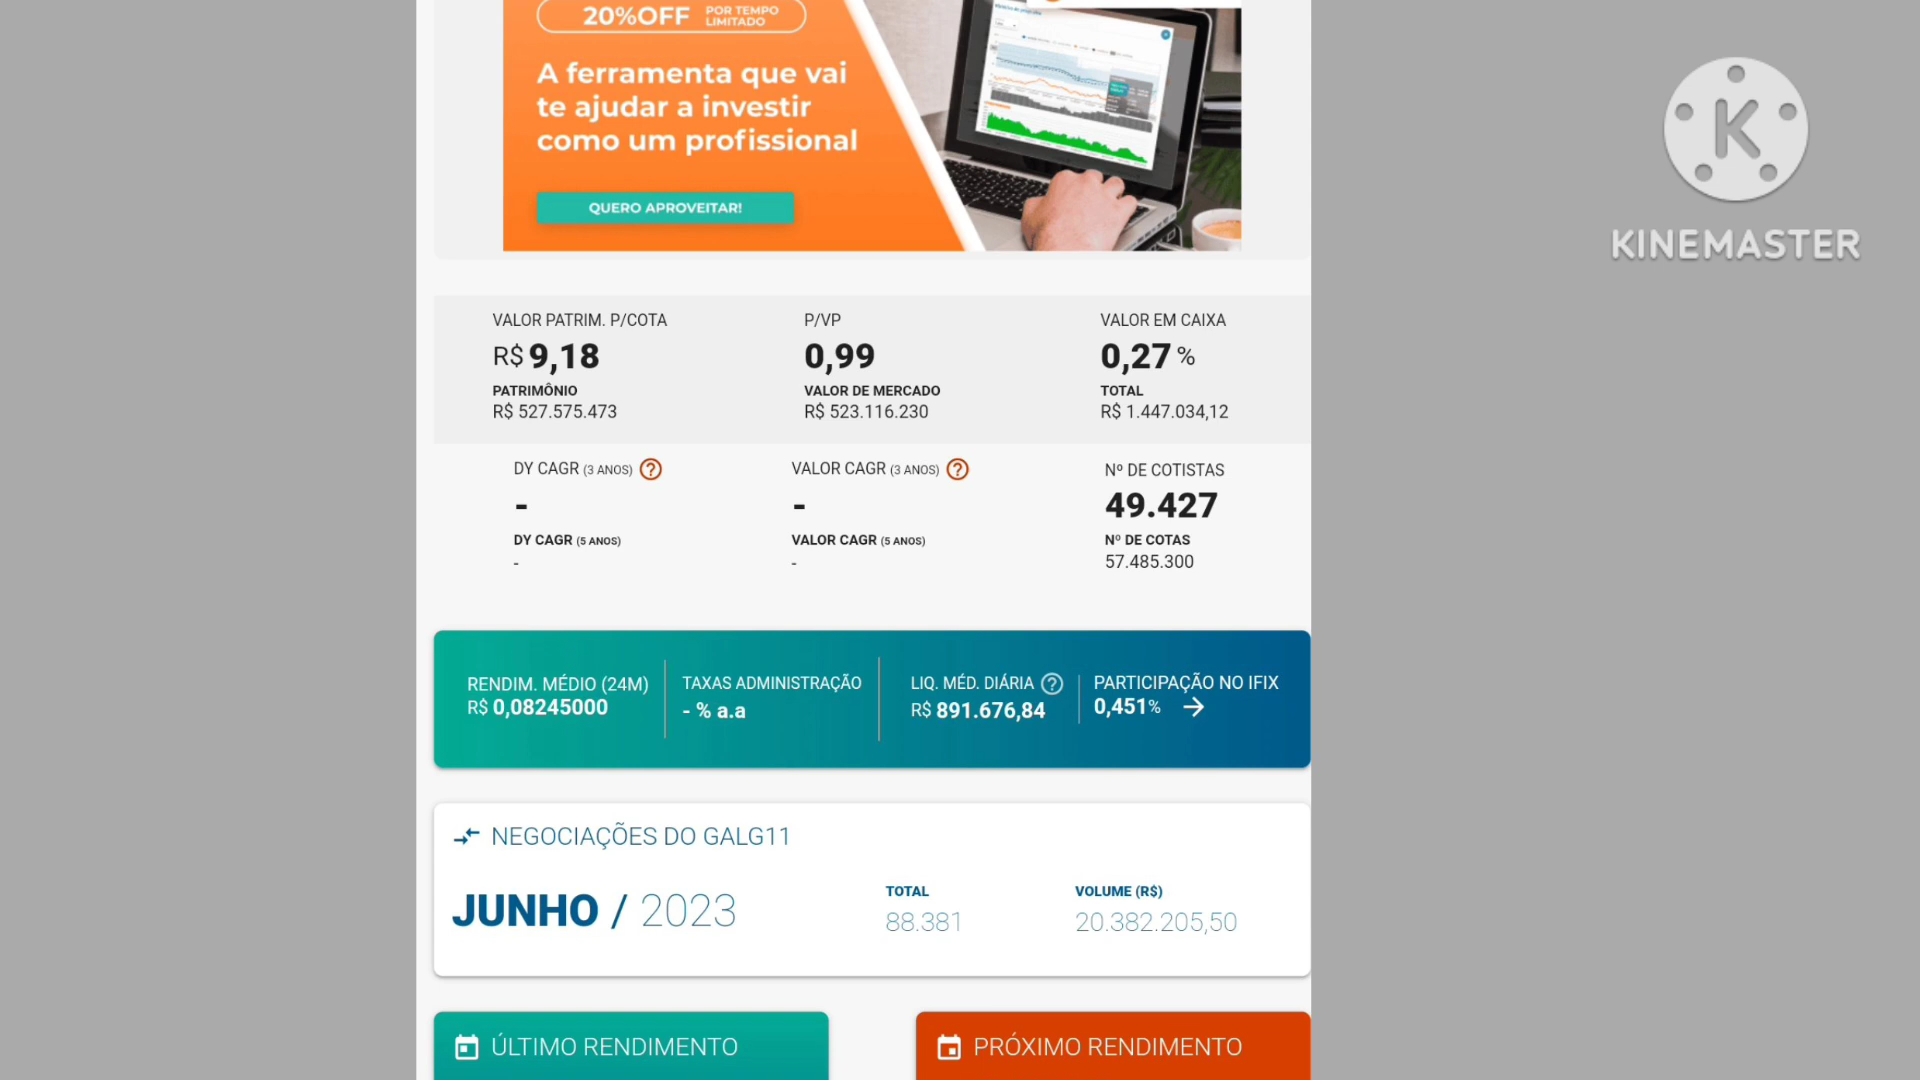 20%OFF POR TEMPO LIMITADO
A ferramenta que vai
te ajudar a investir
como um profissional
QUERO APROVEITAR!
K
KINEMASTER
VALOR PATRIM. P/COTA P/VP VALOR EM CAIXA
R$ 9,18 0,99 0,27 %
PATRIMÔNIO VALOR DE MERCADO TOTAL
R$ 527.575.473 R$ 523.116.230 R$ 1.447.034,12
DY CAGR (3 ANOS) ? VALOR CAGR (3 ANOS) ? Nº DE COTISTAS
- - 49.427
DY CAGR (5 ANOS) VALOR CAGR (5 ANOS) Nº DE COTAS
- - 57.485.300
RENDIM. MÉDIO (24M) TAXAS ADMINISTRAÇÃO LIQ. MÉD. DIÁRIA ? PARTICIPAÇÃO NO IFIX
R$ 0,08245000 - % a.a R$ 891.676,84 0,451% →
NEGOCIAÇÕES DO GALG11
JUNHO / 2023 TOTAL VOLUME (R$)
88.381 20.382.205,50
ÚLTIMO RENDIMENTO PRÓXIMO RENDIMENTO